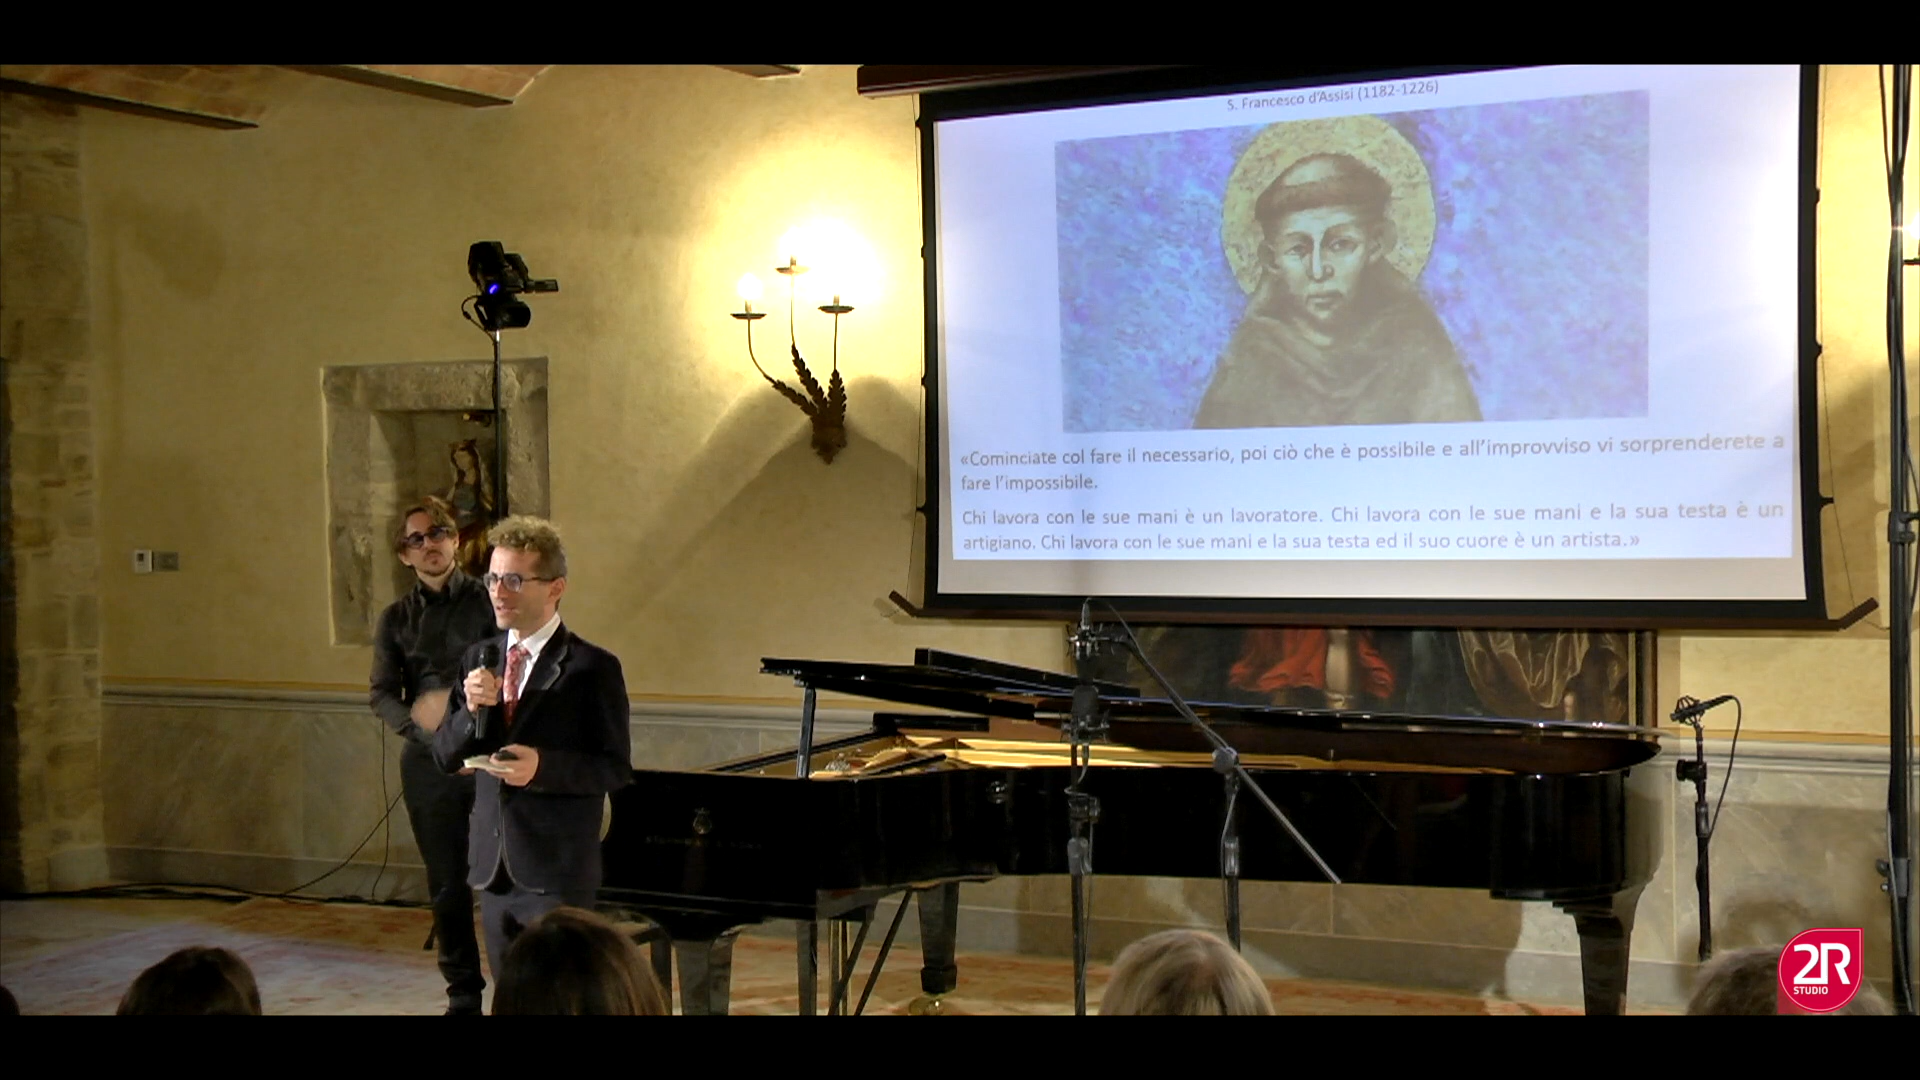 S. Francesco d'Assisi (1182-1226)
«Cominciate col fare il necessario, poi ciò che è possibile e all'improvviso vi sorprenderete a
fare l'impossibile.
Chi lavora con le sue mani è un lavoratore. Chi lavora con le sue mani e la sua testa è un
artigiano. Chi lavora con le sue mani e la sua testa ed il suo cuore è un artista.»
2R
STUDIO